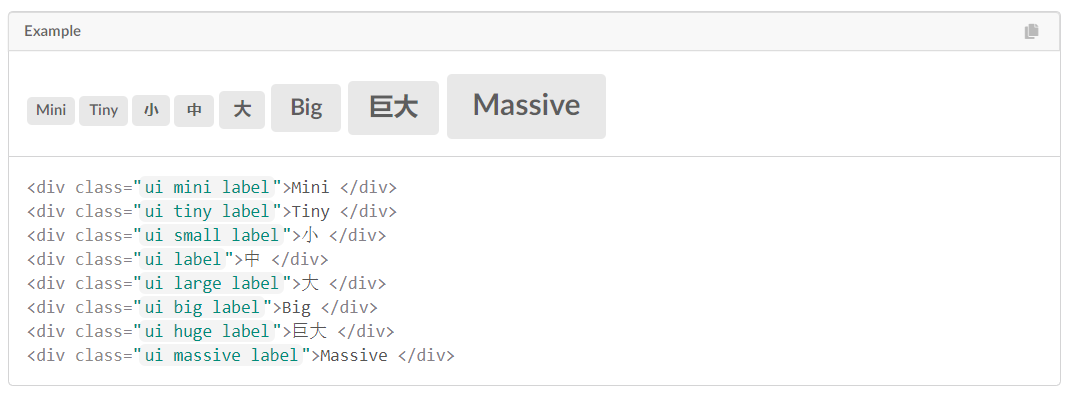 Example
Mini Tiny 小 中 大 Big 巨大 Massive
<div class="ui mini label">Mini </div>
<div class="ui tiny label">Tiny </div>
<div class="ui small label">小 </div>
<div class="ui label">中 </div>
<div class="ui large label">大 </div>
<div class="ui big label">Big </div>
<div class="ui huge label">巨大 </div>
<div class="ui massive label">Massive </div>